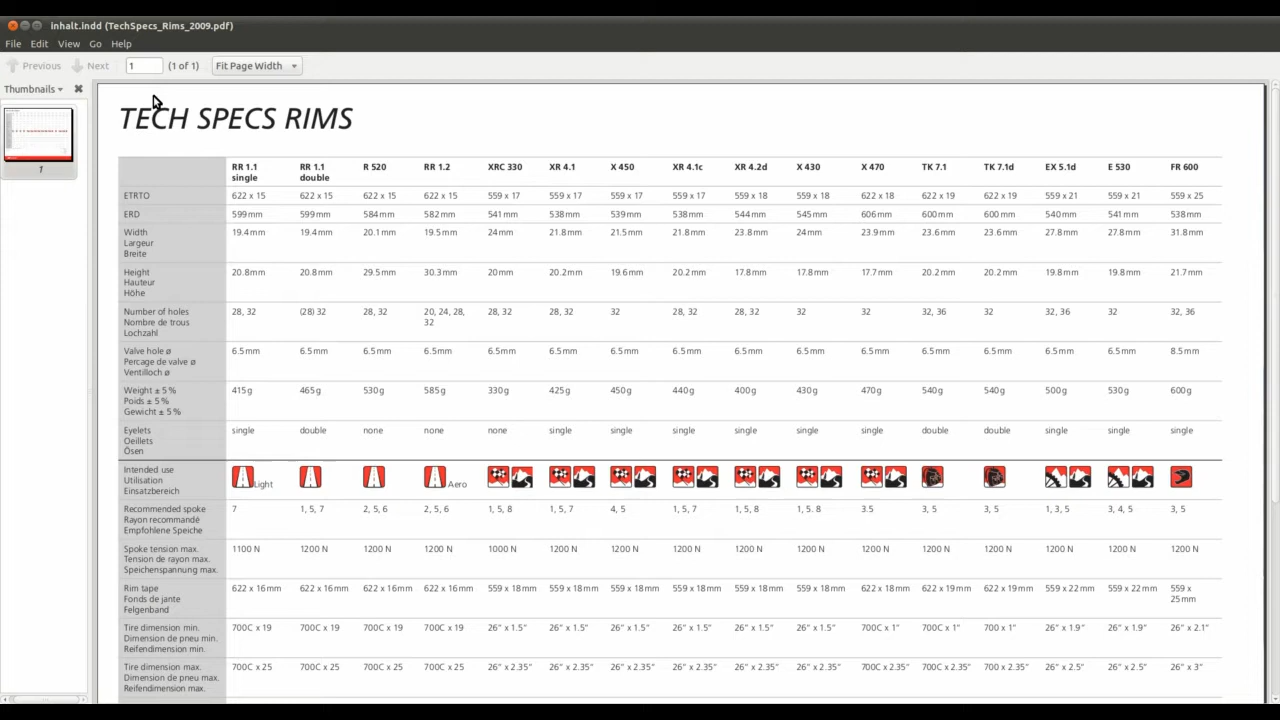 inhalt.indd (TechSpecs_Rims_2009.pdf)
File Edit View Go Help
Previous Next 1 (1 of 1) Fit Page Width
Thumbnails
1
TECH SPECS RIMS
RR 1.1 single RR 1.1 double R 520 RR 1.2 XRC 330 XR 4.1 X 450 XR 4.1c XR 4.2d X 430 X 470 TK 7.1 TK 7.1d EX 5.1d E 530 FR 600
ETRTO 622 x 15 622 x 15 622 x 15 622 x 15 559 x 17 559 x 17 559 x 17 559 x 17 559 x 18 559 x 18 622 x 18 622 x 19 622 x 19 559 x 21 559 x 21 559 x 25
ERD 599mm 599mm 584mm 582mm 541mm 538mm 539mm 538mm 544mm 545mm 606mm 600mm 600mm 540mm 541mm 538mm
Width 19.4mm 19.4mm 20.1mm 19.5mm 24mm 21.8mm 21.5mm 21.8mm 23.8mm 24mm 23.9mm 23.6mm 23.6mm 27.8mm 27.8mm 31.8mm
Largeur
Breite
Height 20.8mm 20.8mm 29.5mm 30.3mm 20mm 20.2mm 19.6mm 20.2mm 17.8mm 17.8mm 17.7mm 20.2mm 20.2mm 19.8mm 19.8mm 21.7mm
Hauteur
Höhe
Number of holes 28, 32 (28) 32 28, 32 20, 24, 28, 28, 32 28, 32 32 28, 32 28, 32 32 32 32, 36 32 32, 36 32 32, 36
Nombre de trous 32
Lochzahl
Valve hole ø 6.5mm 6.5mm 6.5mm 6.5mm 6.5mm 6.5mm 6.5mm 6.5mm 6.5mm 6.5mm 6.5mm 6.5mm 6.5mm 6.5mm 6.5mm 8.5mm
Percage de valve ø
Ventilloch ø
Weight ± 5 % 415g 465g 530g 585g 330g 425g 450g 440g 400g 430g 470g 540g 540g 500g 530g 600g
Poids ± 5 %
Gewicht ± 5 %
Eyelets single double none none none single single single single single single double double single single single
Oeillets
Ösen
Intended use
Utilisation Light Aero
Einsatzbereich
Recommended spoke 7 1, 5, 7 2, 5, 6 2, 5, 6 1, 5, 8 1, 5, 7 4, 5 1, 5, 7 1, 5, 8 1, 5. 8 3.5 3, 5 3, 5 1, 3, 5 3, 4, 5 3, 5
Rayon recommandé
Empfohlene Speiche
Spoke tension max. 1100 N 1200 N 1200 N 1200 N 1000 N 1200 N 1200 N 1200 N 1200 N 1200 N 1200 N 1200 N 1200 N 1200 N 1200 N 1200 N
Tension de rayon max.
Speichenspannung max.
Rim tape 622 x 16mm 622 x 16mm 622 x 16mm 622 x 16mm 559 x 18mm 559 x 18mm 559 x 18mm 559 x 18mm 559 x 18mm 559 x 18mm 622 x 18mm 622 x 19mm 622 x 19mm 559 x 22mm 559 x 22mm 559 x
Fonds de jante 25mm
Felgenband
Tire dimension min. 700C x 19 700C x 19 700C x 19 700C x 19 26" x 1.5" 26" x 1.5" 26" x 1.5" 26" x 1.5" 26" x 1.5" 26" x 1.5" 700C x 1" 700C x 1" 700 x 1" 26" x 1.9" 26" x 1.9" 26" x 2.1"
Dimension de pneu min.
Reifendimension min.
Tire dimension max. 700C x 25 700C x 25 700C x 25 700C x 25 26" x 2.35" 26" x 2.35" 26" x 2.35" 26" x 2.35" 26" x 2.35" 26" x 2.35" 700C x 2.35" 700C x 2.35" 700 x 2.35" 26" x 2.5" 26" x 2.5" 26" x 3"
Dimension de pneu max.
Reifendimension max.